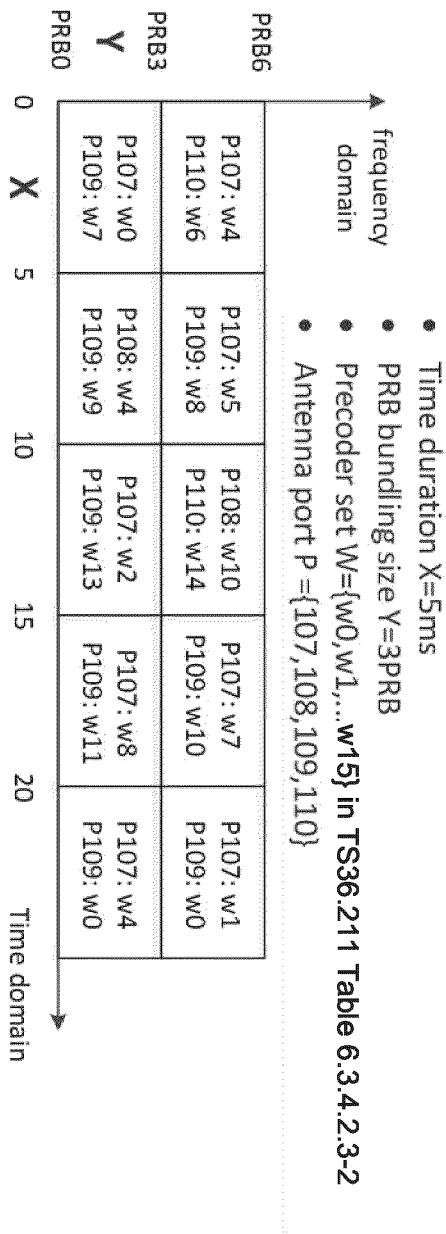 • Time duration X=5ms
• PRB bundling size Y=3PRB
• Precoder set W={w0,w1,...w15} in TS36.211 Table 6.3.4.2.3-2
• Antenna port P ={107,108,109,110}
frequency
domain
PRB6
P107: w4
P110: w6
P107: w5
P109: w8
P108: w10
P110: w14
P107: w7
P109: w10
P107: w1
P109: w0
PRB3
Y
P107: w0
P109: w7
P108: w4
P109: w9
P107: w2
P109: w13
P107: w8
P109: w11
P107: w4
P109: w0
PRB0
0
X
5
10
15
20
Time domain